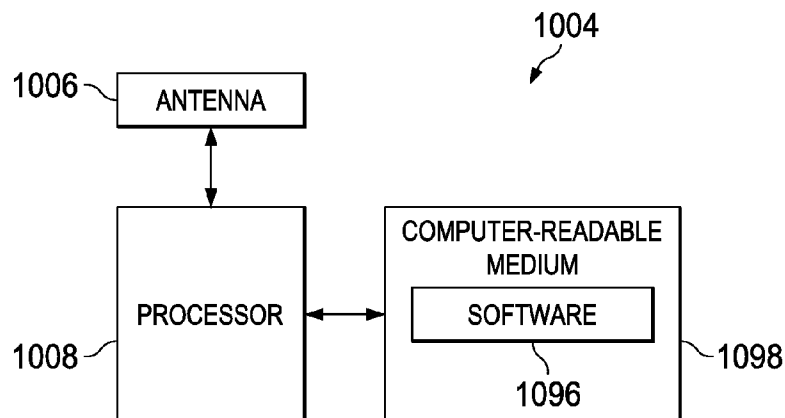 1004
1006
ANTENNA
COMPUTER-READABLE
MEDIUM
PROCESSOR
SOFTWARE
1008
1096
1098